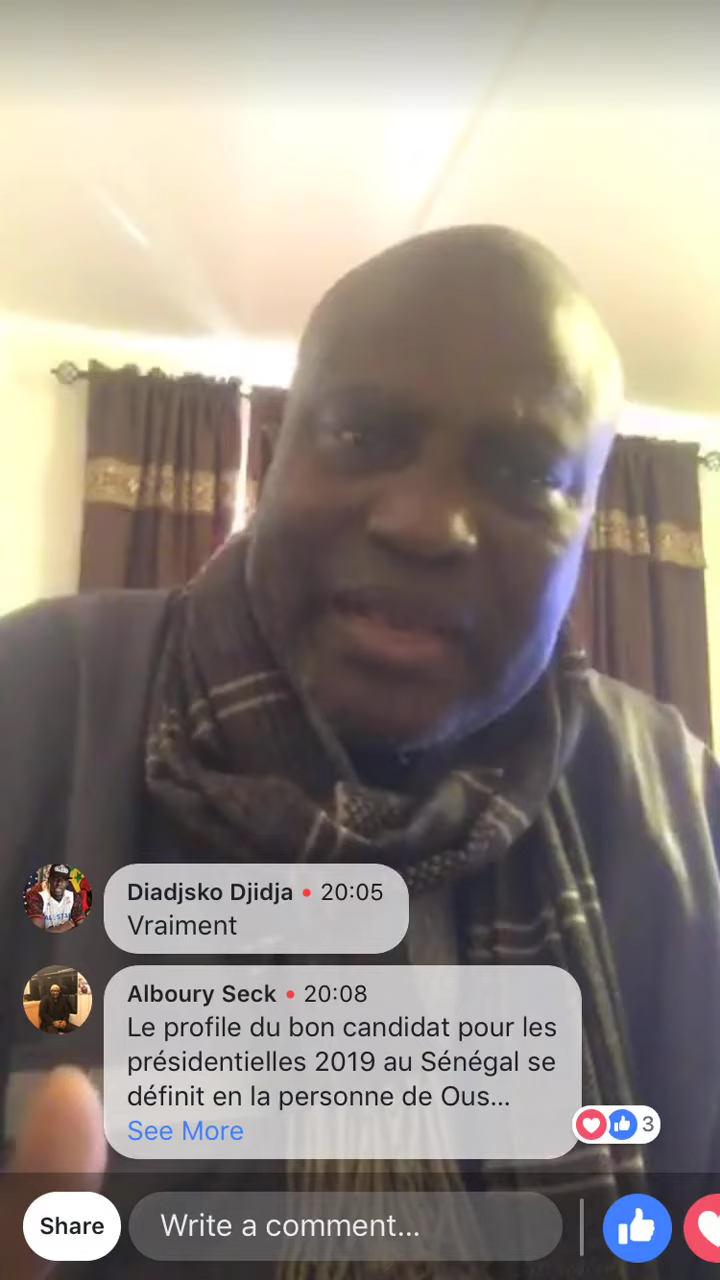 Diadjsko Djidja • 20:05
Vraiment
Alboury Seck • 20:08
Le profile du bon candidat pour les
présidentielles 2019 au Sénégal se
définit en la personne de Ous...
See More
3
Share
Write a comment...